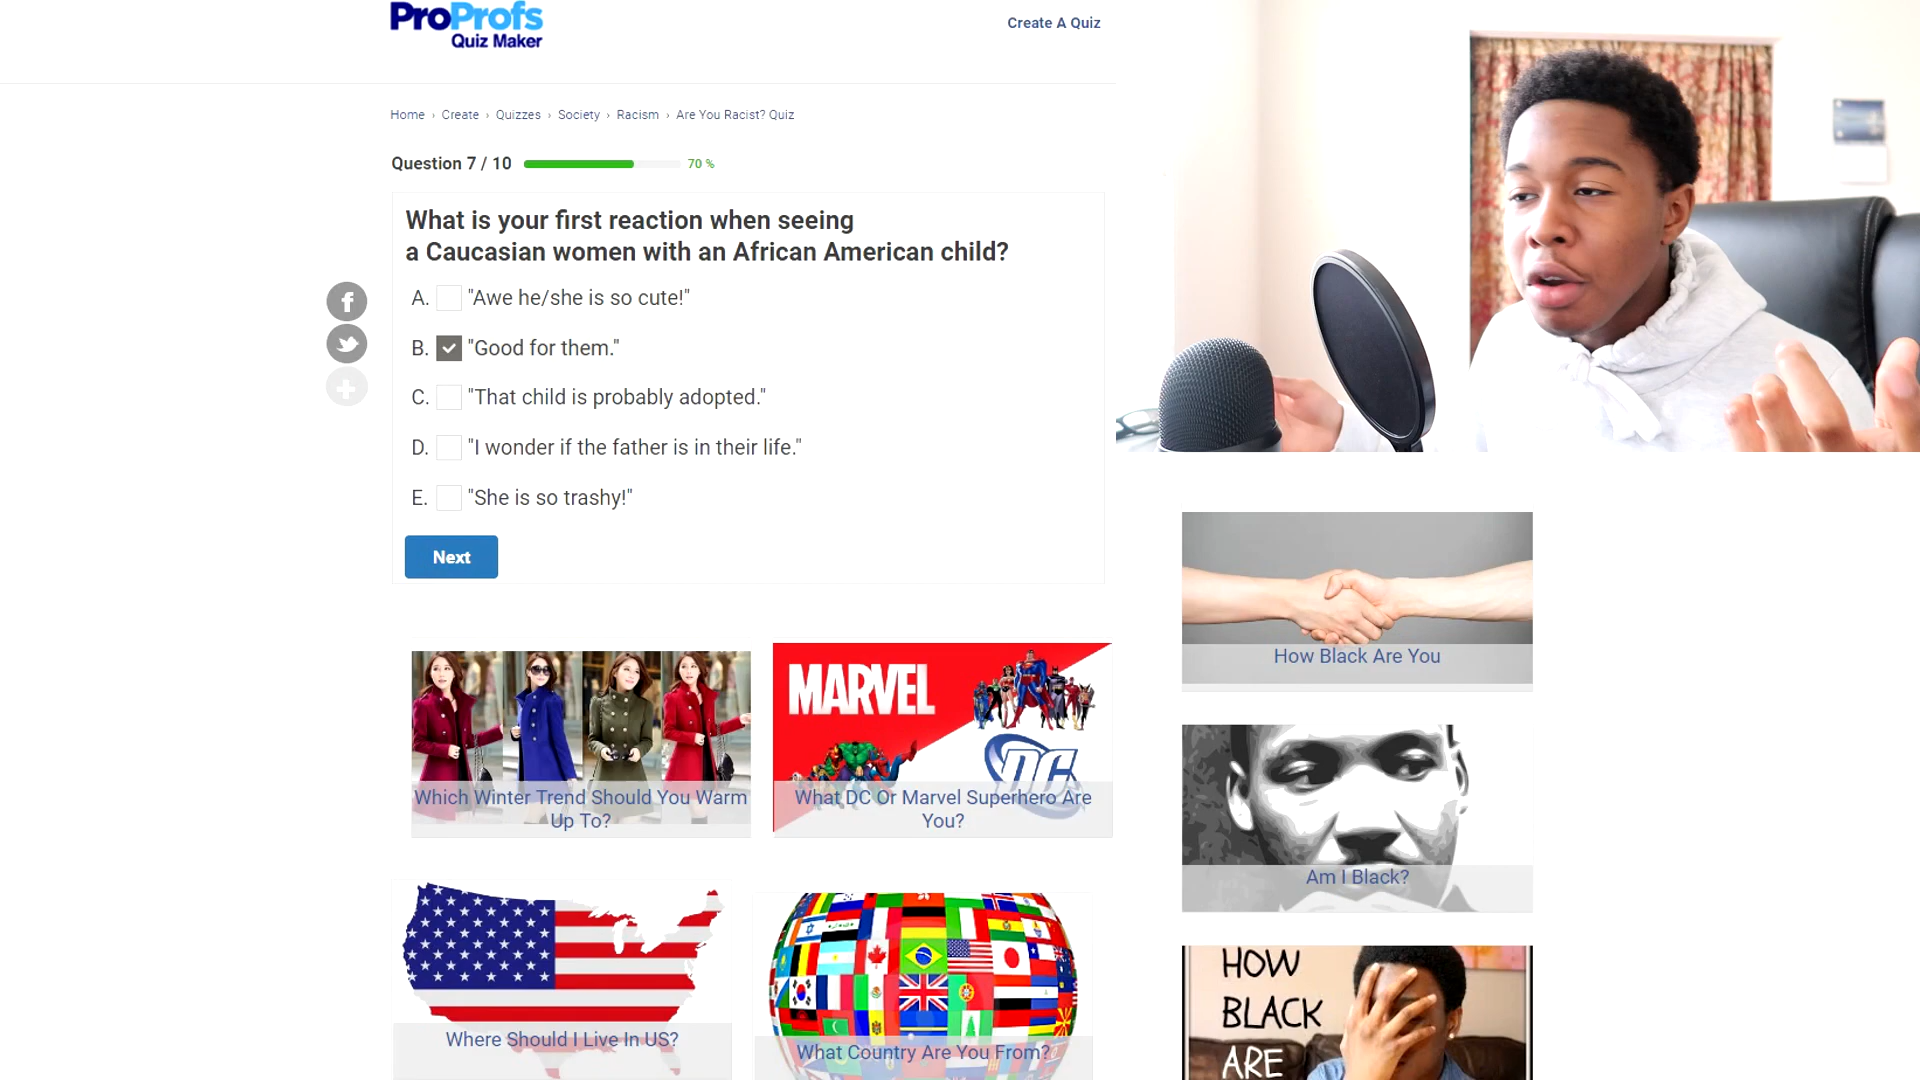 ProProfs
Quiz Maker
Create A Quiz
Home › Create › Quizzes › Society › Racism › Are You Racist? Quiz
Question 7 / 10 70 %
What is your first reaction when seeing
a Caucasian women with an African American child?
A. "Awe he/she is so cute!"
B. "Good for them."
C. "That child is probably adopted."
D. "I wonder if the father is in their life."
E. "She is so trashy!"
Next
Which Winter Trend Should You Warm
Up To?
MARVEL
DC
What DC Or Marvel Superhero Are
You?
Where Should I Live In US?
What Country Are You From?
How Black Are You
Am I Black?
HOW
BLACK
ARE